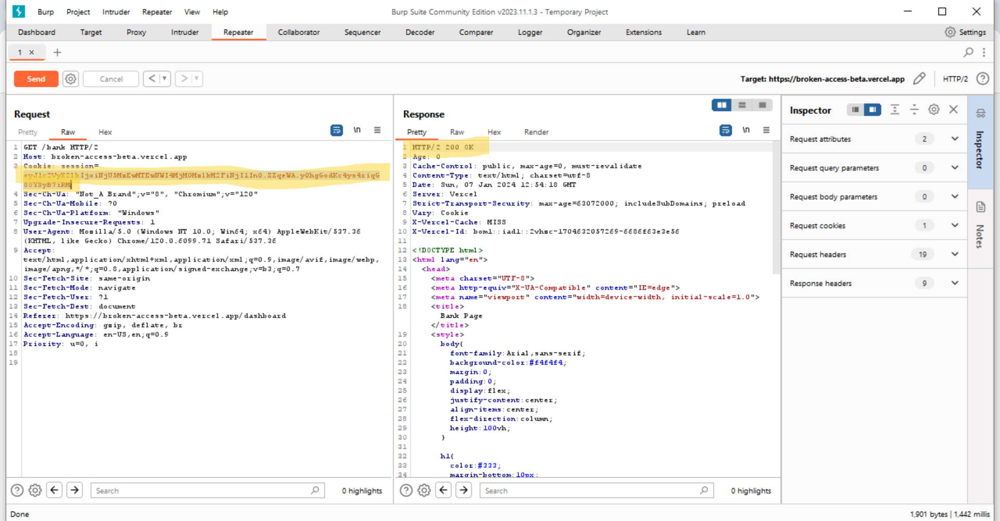 Burp Project Intruder Repeater View Help
Burp Suite Community Edition v2023.11.1.3 - Temporary Project
Dashboard Target Proxy Intruder Repeater Collaborator Sequencer Decoder Comparer Logger Organizer Extensions Learn Settings
1 × +
Send Cancel < > Target: https://broken-access-beta.vercel.app HTTP/2
Request
Pretty Raw Hex \n
1 GET /bank HTTP/2
2 Host: broken-access-beta.vercel.app
3 Cookie: session=
4 Sec-Ch-Ua: "Not_A Brand";v="8", "Chromium";v="120"
5 Sec-Ch-Ua-Mobile: ?0
6 Sec-Ch-Ua-Platform: "Windows"
7 Upgrade-Insecure-Requests: 1
8 User-Agent: Mozilla/5.0 (Windows NT 10.0; Win64; x64) AppleWebKit/537.36
(KHTML, like Gecko) Chrome/120.0.6099.71 Safari/537.36
9 Accept:
text/html,application/xhtml+xml,application/xml;q=0.9,image/avif,image/webp,
image/apng,*/*;q=0.8,application/signed-exchange;v=b3;q=0.7
10 Sec-Fetch-Site: same-origin
11 Sec-Fetch-Mode: navigate
12 Sec-Fetch-User: ?1
13 Sec-Fetch-Dest: document
14 Referer: https://broken-access-beta.vercel.app/dashboard
15 Accept-Encoding: gzip, deflate, br
16 Accept-Language: en-US,en;q=0.9
17 Priority: u=0, i
18
19
Search 0 highlights
Response
Pretty Raw Hex Render \n
1 HTTP/2 200 OK
2 Age: 0
3 Cache-Control: public, max-age=0, must-revalidate
4 Content-Type: text/html; charset=utf-8
5 Date: Sun, 07 Jan 2024 12:54:18 GMT
6 Server: Vercel
7 Strict-Transport-Security: max-age=63072000; includeSubDomains; preload
8 Vary: Cookie
9 X-Vercel-Cache: MISS
10 X-Vercel-Id: bom1::iad1::2vhzc-1704632057269-6686f63e3e56
11
12 <!DOCTYPE html>
13 <html lang="en">
14 <head>
15 <meta charset="UTF-8">
16 <meta http-equiv="X-UA-Compatible" content="IE=edge">
17 <meta name="viewport" content="width=device-width, initial-scale=1.0">
18 <title>
Bank Page
</title>
19 <style>
20 body{
21 font-family:Arial,sans-serif;
22 background-color:#f4f4f4;
23 margin:0;
24 padding:0;
25 display:flex;
26 justify-content:center;
27 align-items:center;
28 flex-direction:column;
29 height:100vh;
30 }
31
32 h1{
33 color:#333;
34 margin-bottom:10px;
Search 0 highlights
Inspector
Request attributes 2
Request query parameters 0
Request body parameters 0
Request cookies 1
Request headers 19
Response headers 9
Inspector
Notes
Done
1,901 bytes | 1,442 millis